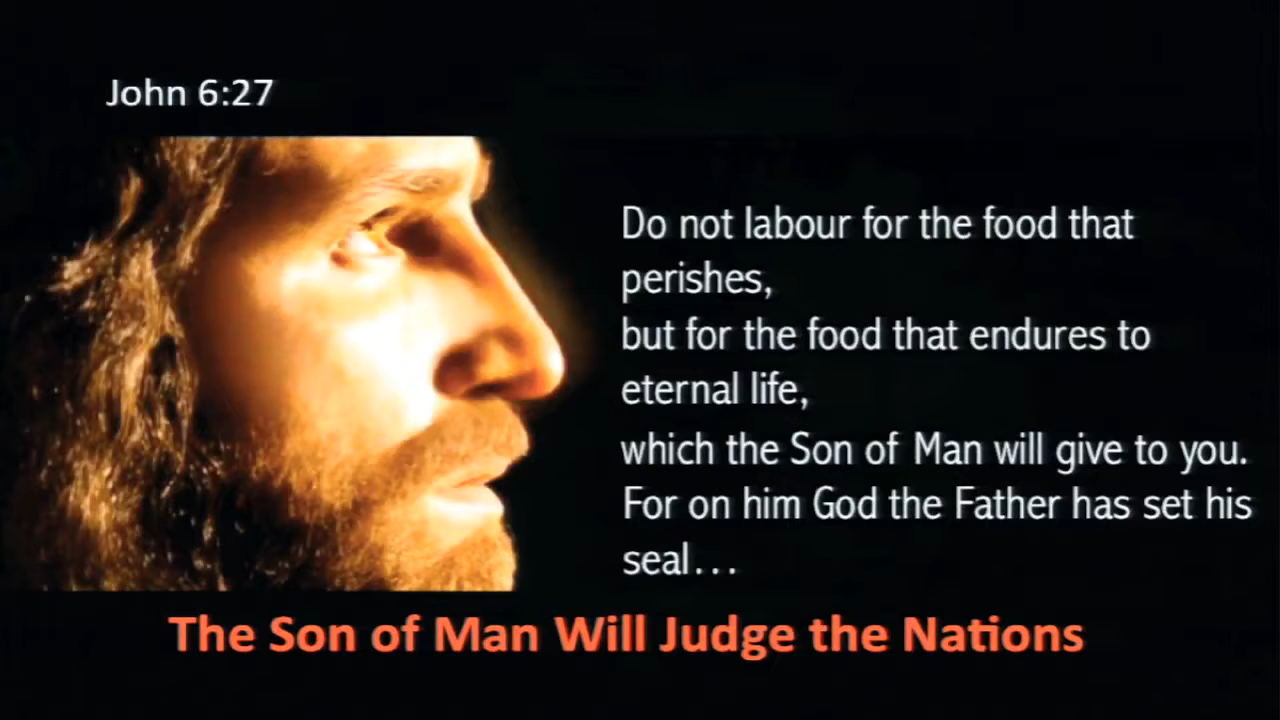 John 6:27
Do not labour for the food that
perishes,
but for the food that endures to
eternal life,
which the Son of Man will give to you.
For on him God the Father has set his
seal...
The Son of Man Will Judge the Nations